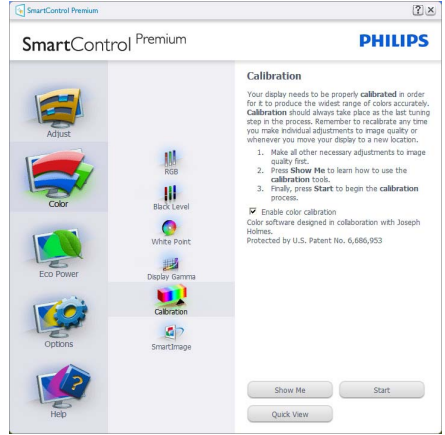 SmartControl Premium
SmartControl Premium
PHILIPS
Adjust
Color
Eco Power
Options
Help
RGB
Black Level
White Point
Display Gamma
Calibration
SmartImage
Calibration
Your display needs to be properly calibrated in order
for it to produce the widest range of colors accurately.
Calibration should always take place as the last tuning
step in the process. Remember to recalibrate any time
you make individual adjustments to image quality or
whenever you move your display to a new location.
1. Make all other necessary adjustments to image
quality first.
2. Press Show Me to learn how to use the
calibration tools.
3. Finally, press Start to begin the calibration
process.
Enable color calibration
Color software designed in collaboration with Joseph
Holmes.
Protected by U.S. Patent No. 6,686,953
Show Me
Start
Quick View